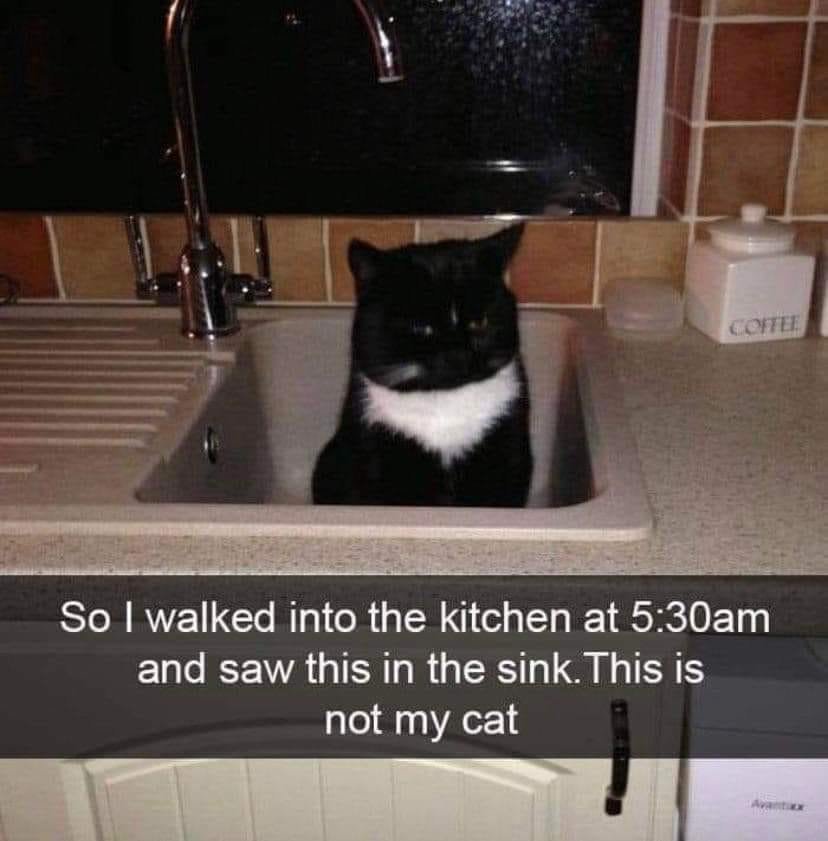 COFFEE
So I walked into the kitchen at 5:30am
and saw this in the sink.This is
not my cat